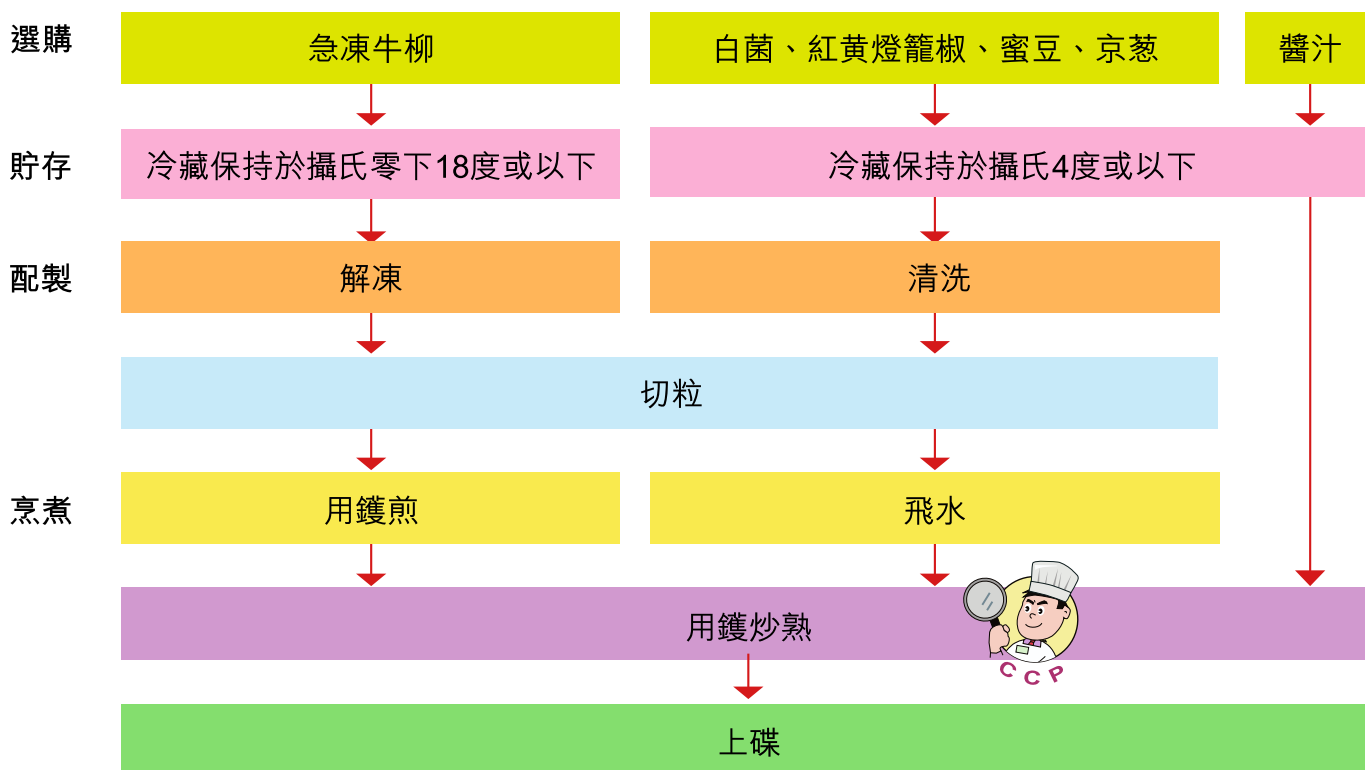 選購
急凍牛柳
白菌、紅黄燈籠椒、蜜豆、京葱
醬汁
貯存
冷藏保持於攝氏零下18度或以下
冷藏保持於攝氏4度或以下
配製
解凍
清洗
切粒
烹煮
用鑊煎
飛水
用鑊炒熟
CCP
上碟